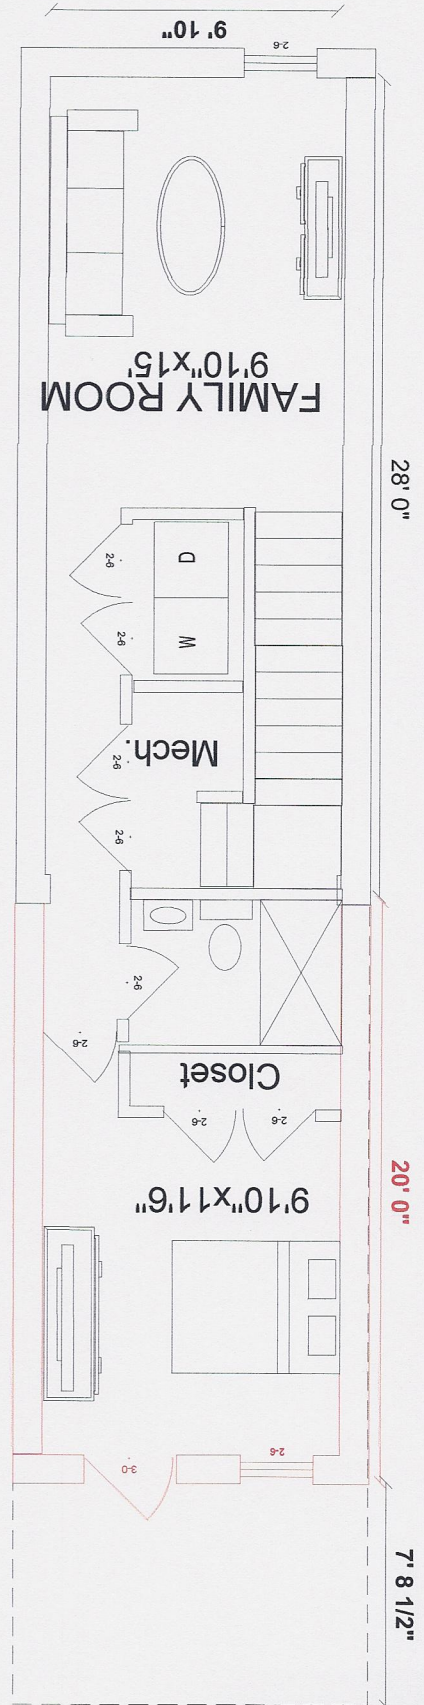 9' 10"
2-6
FAMILY ROOM
9'10"x15'
28' 0"
D
2-6
W
2-6
Mech.
2-6
2-6
2-6
2-6
Closet
2-6
2-6
9'10"x11'6"
20' 0"
3-0
2-6
7' 8 1/2"